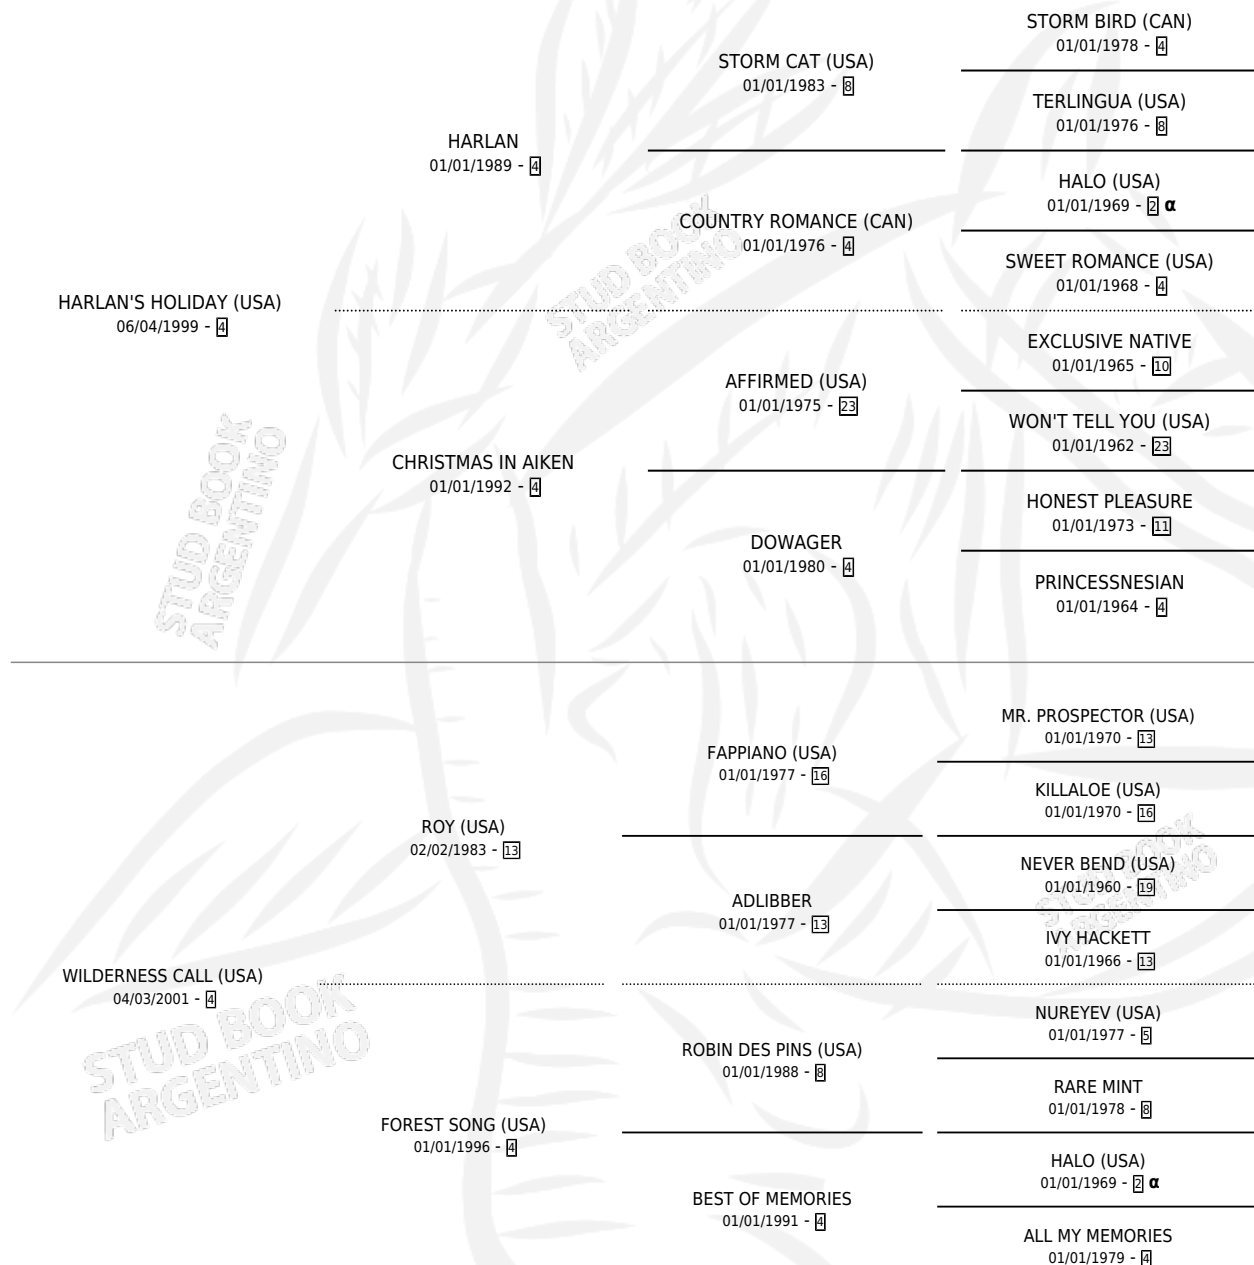 STORM BIRD (CAN)
01/01/1978 - 4
STORM CAT (USA)
01/01/1983 - 8
TERLINGUA (USA)
01/01/1976 - 8
HARLAN
01/01/1989 - 4
HALO (USA)
01/01/1969 - 2 α
COUNTRY ROMANCE (CAN)
01/01/1976 - 4
SWEET ROMANCE (USA)
01/01/1968 - 4
HARLAN'S HOLIDAY (USA)
06/04/1999 - 4
EXCLUSIVE NATIVE
01/01/1965 - 10
AFFIRMED (USA)
01/01/1975 - 23
WON'T TELL YOU (USA)
01/01/1962 - 23
CHRISTMAS IN AIKEN
01/01/1992 - 4
HONEST PLEASURE
01/01/1973 - 11
DOWAGER
01/01/1980 - 4
PRINCESSNESIAN
01/01/1964 - 4
MR. PROSPECTOR (USA)
01/01/1970 - 13
FAPPIANO (USA)
01/01/1977 - 16
KILLALOE (USA)
01/01/1970 - 16
ROY (USA)
02/02/1983 - 13
NEVER BEND (USA)
01/01/1960 - 19
ADLIBBER
01/01/1977 - 13
IVY HACKETT
01/01/1966 - 13
WILDERNESS CALL (USA)
04/03/2001 - 4
NUREYEV (USA)
01/01/1977 - 5
ROBIN DES PINS (USA)
01/01/1988 - 8
RARE MINT
01/01/1978 - 8
FOREST SONG (USA)
01/01/1996 - 4
HALO (USA)
01/01/1969 - 2 α
BEST OF MEMORIES
01/01/1991 - 4
ALL MY MEMORIES
01/01/1979 - 4
STUD BOOK
ARGENTINO
STUD BOOK
ARGENTINO
STUD BOOK
ARGENTINO
STUD BOOK
ARGENTINO